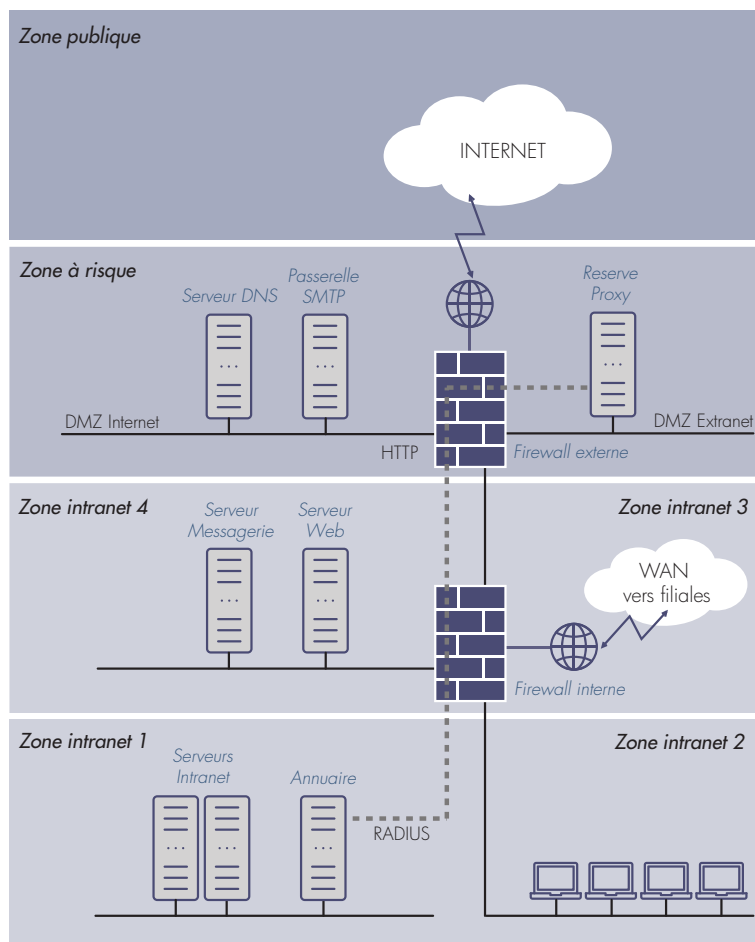 Zone publique
INTERNET
Zone à risque
Serveur DNS
Passerelle
SMTP
Reserve
Proxy
DMZ Internet
DMZ Extranet
HTTP
Firewall externe
Zone intranet 4
Zone intranet 3
Serveur
Messagerie
Serveur
Web
WAN
vers filiales
Firewall interne
Zone intranet 1
Zone intranet 2
Serveurs
Intranet
Annuaire
RADIUS